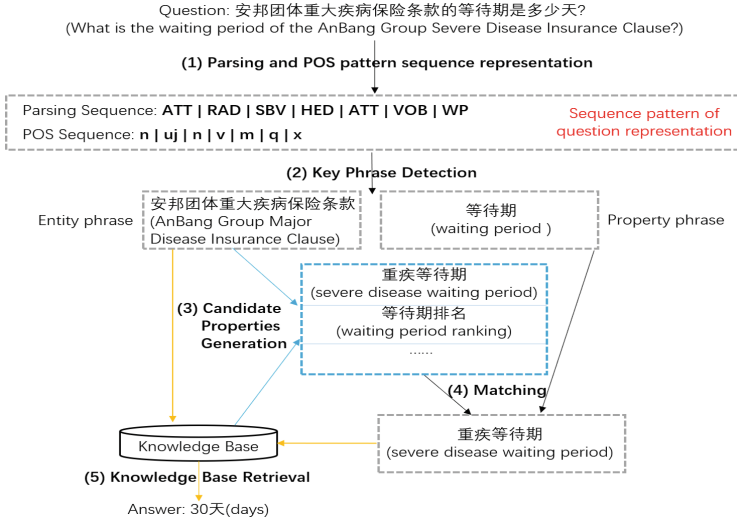 Question: 安邦团体重大疾病保险条款的等待期是多少天?
(What is the waiting period of the AnBang Group Severe Disease Insurance Clause?)
(1) Parsing and POS pattern sequence representation
Parsing Sequence: ATT | RAD | SBV | HED | ATT | VOB | WP
POS Sequence: n | uj | n | v | m | q | x
Sequence pattern of
question representation
(2) Key Phrase Detection
Entity phrase
安邦团体重大疾病保险条款
(AnBang Group Major
Disease Insurance Clause)
等待期
(waiting period )
Property phrase
(3) Candidate
Properties
Generation
重疾等待期
(severe disease waiting period)
等待期排名
(waiting period ranking)
......
(4) Matching
重疾等待期
(severe disease waiting period)
Knowledge Base
(5) Knowledge Base Retrieval
Answer: 30天(days)